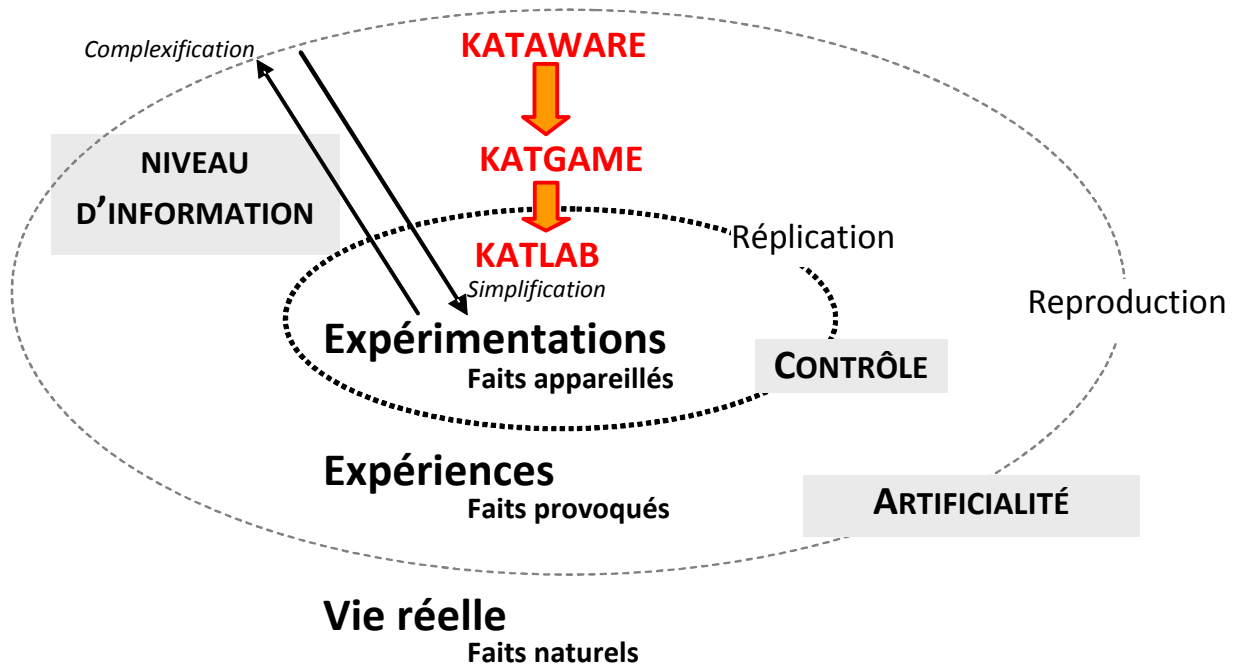 KATAWARE
Complexification
NIVEAU
D’INFORMATION
KATGAME
Réplication
KATLAB
Simplification
Reproduction
Expérimentations
Faits appareillés
CONTRÔLE
Expériences
Faits provoqués
ARTIFICIALITÉ
Vie réelle
Faits naturels